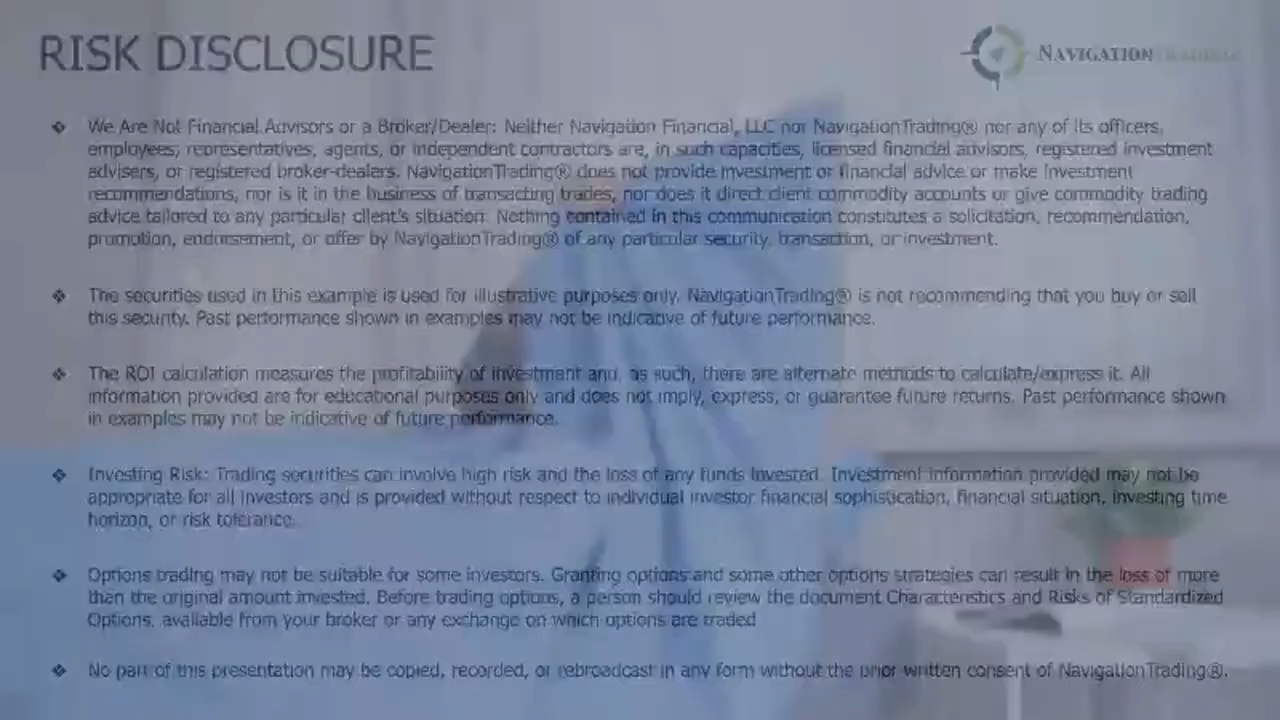 RISK DISCLOSURE
NAVIGATIONTRADING
❖ We Are Not Financial Advisors or a Broker/Dealer: Neither Navigation Financial, LLC nor NavigationTrading® nor any of its officers,
employees, representatives, agents, or independent contractors are, in such capacities, licensed financial advisors, registered investment
advisers, or registered broker-dealers. NavigationTrading® does not provide investment or financial advice or make investment
recommendations, nor is it in the business of transacting trades, nor does it direct client commodity accounts or give commodity trading
advice tailored to any particular client's situation. Nothing contained in this communication constitutes a solicitation, recommendation,
promotion, endorsement, or offer by NavigationTrading® of any particular security, transaction, or investment.
❖ The securities used in this example is used for illustrative purposes only. NavigationTrading® is not recommending that you buy or sell
this security. Past performance shown in examples may not be indicative of future performance.
❖ The ROI calculation measures the profitability of investment and, as such, there are alternate methods to calculate/express it. All
information provided are for educational purposes only and does not imply, express, or guarantee future returns. Past performance shown
in examples may not be indicative of future performance.
❖ Investing Risk: Trading securities can involve high risk and the loss of any funds invested. Investment information provided may not be
appropriate for all investors and is provided without respect to individual investor financial sophistication, financial situation, investing time
horizon, or risk tolerance.
❖ Options trading may not be suitable for some investors. Granting options and some other options strategies can result in the loss of more
than the original amount invested. Before trading options, a person should review the document Characteristics and Risks of Standardized
Options, available from your broker or any exchange on which options are traded
❖ No part of this presentation may be copied, recorded, or rebroadcast in any form without the prior written consent of NavigationTrading®.